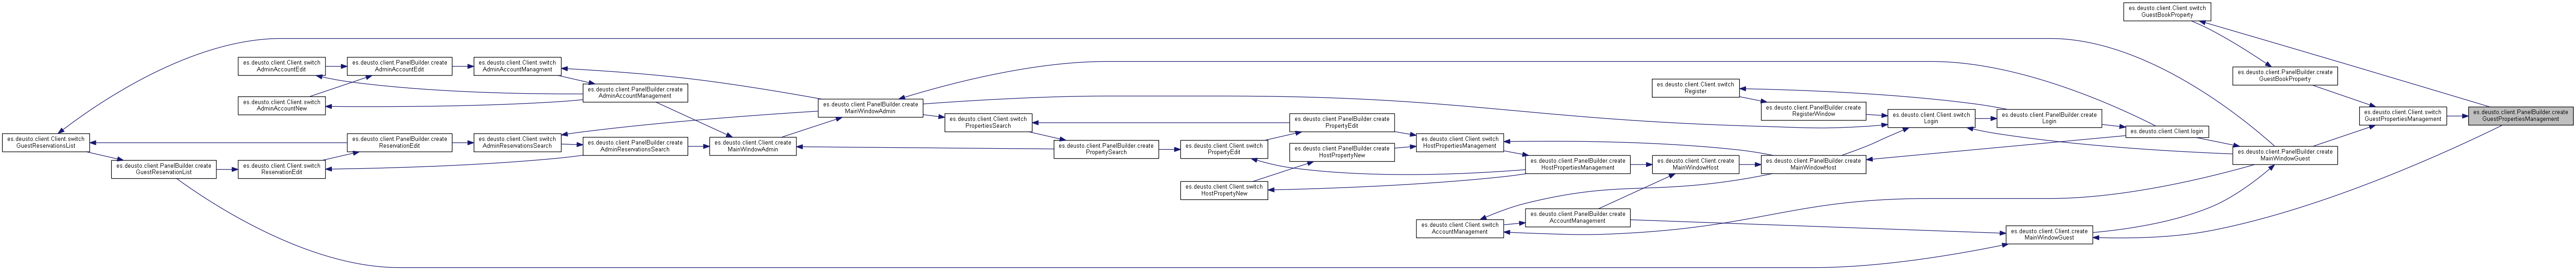 es.deusto.client.Client.switch
GuestBookProperty
es.deusto.client.Client.switch
AdminAccountEdit
es.deusto.client.PanelBuilder.create
AdminAccountEdit
es.deusto.client.Client.switch
AdminAccountManagment
es.deusto.client.PanelBuilder.create
GuestBookProperty
es.deusto.client.Client.switch
Register
es.deusto.client.PanelBuilder.create
AdminAccountManagement
es.deusto.client.Client.switch
AdminAccountNew
es.deusto.client.PanelBuilder.create
MainWindowAdmin
es.deusto.client.PanelBuilder.create
RegisterWindow
es.deusto.client.Client.switch
GuestPropertiesManagement
es.deusto.client.PanelBuilder.create
GuestPropertiesManagement
es.deusto.client.Client.switch
PropertiesSearch
es.deusto.client.PanelBuilder.create
PropertyEdit
es.deusto.client.Client.switch
Login
es.deusto.client.PanelBuilder.create
Login
es.deusto.client.Client.login
es.deusto.client.Client.switch
GuestReservationsList
es.deusto.client.PanelBuilder.create
ReservationEdit
es.deusto.client.Client.switch
AdminReservationsSearch
es.deusto.client.PanelBuilder.create
AdminReservationsSearch
es.deusto.client.Client.create
MainWindowAdmin
es.deusto.client.PanelBuilder.create
PropertySearch
es.deusto.client.Client.switch
PropertyEdit
es.deusto.client.PanelBuilder.create
HostPropertyNew
es.deusto.client.Client.switch
HostPropertiesManagement
es.deusto.client.PanelBuilder.create
MainWindowGuest
es.deusto.client.PanelBuilder.create
GuestReservationList
es.deusto.client.Client.switch
ReservationEdit
es.deusto.client.PanelBuilder.create
HostPropertiesManagement
es.deusto.client.Client.create
MainWindowHost
es.deusto.client.PanelBuilder.create
MainWindowHost
es.deusto.client.Client.switch
HostPropertyNew
es.deusto.client.Client.switch
AccountManagement
es.deusto.client.PanelBuilder.create
AccountManagement
es.deusto.client.Client.create
MainWindowGuest